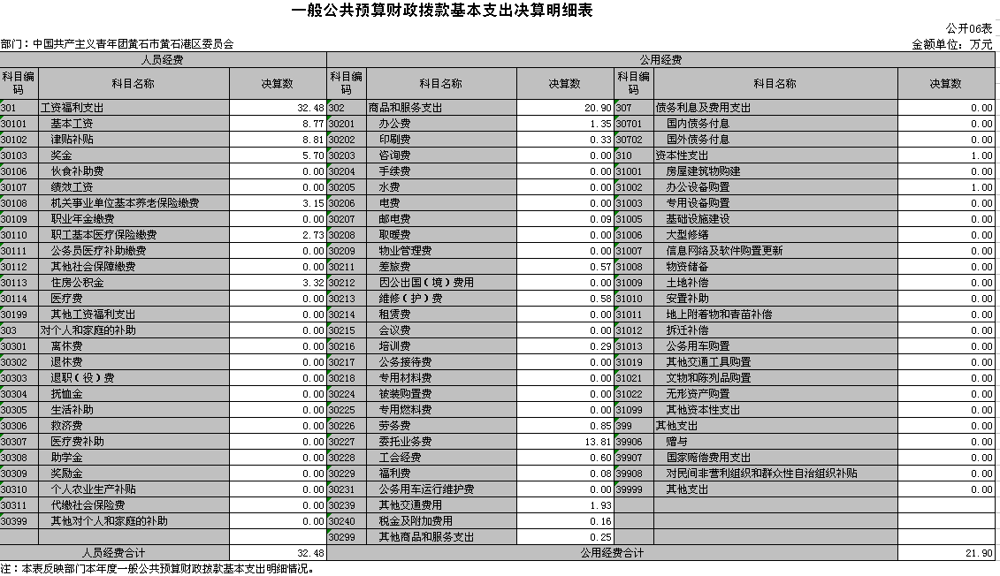 一般公共预算财政拨款基本支出决算明细表
公开06表
部门：中国共产主义青年团黄石市黄石港区委员会 金额单位：万元
人员经费 公用经费
科目编码 科目名称 决算数 科目编码 科目名称 决算数 科目编码 科目名称 决算数
301 工资福利支出 32.48 302 商品和服务支出 20.90 307 债务利息及费用支出 0.00
30101 基本工资 8.77 30201 办公费 1.35 30701 国内债务付息 0.00
30102 津贴补贴 8.81 30202 印刷费 0.33 30702 国外债务付息 0.00
30103 奖金 5.70 30203 咨询费 0.00 310 资本性支出 1.00
30106 伙食补助费 0.00 30204 手续费 0.00 31001 房屋建筑物购建 0.00
30107 绩效工资 0.00 30205 水费 0.00 31002 办公设备购置 1.00
30108 机关事业单位基本养老保险缴费 3.15 30206 电费 0.00 31003 专用设备购置 0.00
30109 职业年金缴费 0.00 30207 邮电费 0.09 31005 基础设施建设 0.00
30110 职工基本医疗保险缴费 2.73 30208 取暖费 0.00 31006 大型修缮 0.00
30111 公务员医疗补助缴费 0.00 30209 物业管理费 0.00 31007 信息网络及软件购置更新 0.00
30112 其他社会保障缴费 0.00 30211 差旅费 0.57 31008 物资储备 0.00
30113 住房公积金 3.32 30212 因公出国（境）费用 0.00 31009 土地补偿 0.00
30114 医疗费 0.00 30213 维修（护）费 0.58 31010 安置补助 0.00
30199 其他工资福利支出 0.00 30214 租赁费 0.00 31011 地上附着物和青苗补偿 0.00
303 对个人和家庭的补助 0.00 30215 会议费 0.00 31012 拆迁补偿 0.00
30301 离休费 0.00 30216 培训费 0.29 31013 公务用车购置 0.00
30302 退休费 0.00 30217 公务接待费 0.00 31019 其他交通工具购置 0.00
30303 退职（役）费 0.00 30218 专用材料费 0.00 31021 文物和陈列品购置 0.00
30304 抚恤金 0.00 30224 被装购置费 0.00 31022 无形资产购置 0.00
30305 生活补助 0.00 30225 专用燃料费 0.00 31099 其他资本性支出 0.00
30306 救济费 0.00 30226 劳务费 0.85 399 其他支出 0.00
30307 医疗费补助 0.00 30227 委托业务费 13.81 39906 赠与 0.00
30308 助学金 0.00 30228 工会经费 0.60 39907 国家赔偿费用支出 0.00
30309 奖励金 0.00 30229 福利费 0.08 39908 对民间非营利组织和群众性自治组织补贴 0.00
30310 个人农业生产补贴 0.00 30231 公务用车运行维护费 0.00 39999 其他支出 0.00
30311 代缴社会保险费 0.00 30239 其他交通费用 1.93
30399 其他对个人和家庭的补助 0.00 30240 税金及附加费用 0.16
30299 其他商品和服务支出 0.25
人员经费合计 32.48 公用经费合计 21.90
注：本表反映部门本年度一般公共预算财政拨款基本支出明细情况。